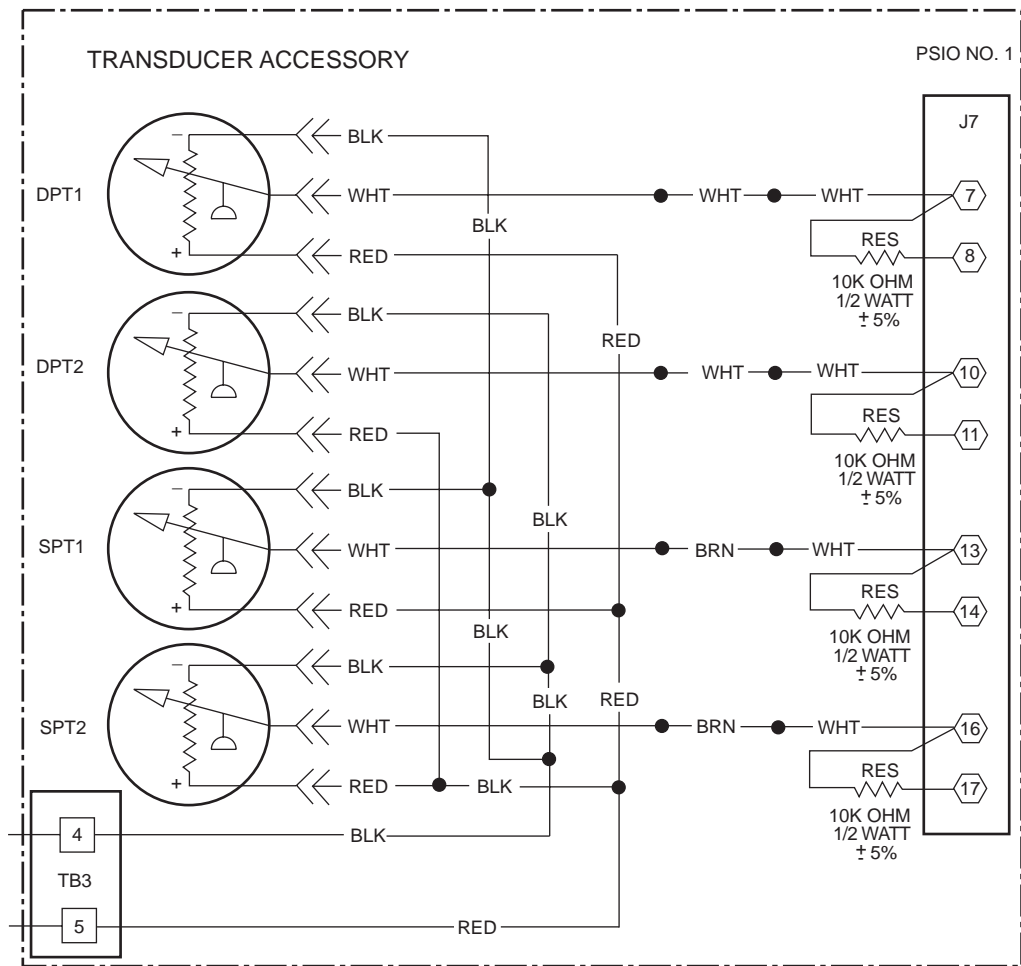 TRANSDUCER ACCESSORY
PSIO NO. 1
J7
DPT1
−
+
BLK
WHT
RED
BLK
WHT
WHT
7
RES
8
10K OHM
1/2 WATT
± 5%
DPT2
−
+
BLK
WHT
RED
RED
WHT
WHT
10
RES
11
10K OHM
1/2 WATT
± 5%
SPT1
−
+
BLK
WHT
RED
BLK
BLK
BRN
WHT
13
RES
14
10K OHM
1/2 WATT
± 5%
SPT2
−
+
BLK
WHT
RED
BLK
RED
BLK
BRN
WHT
16
RES
17
10K OHM
1/2 WATT
± 5%
4
BLK
TB3
5
RED